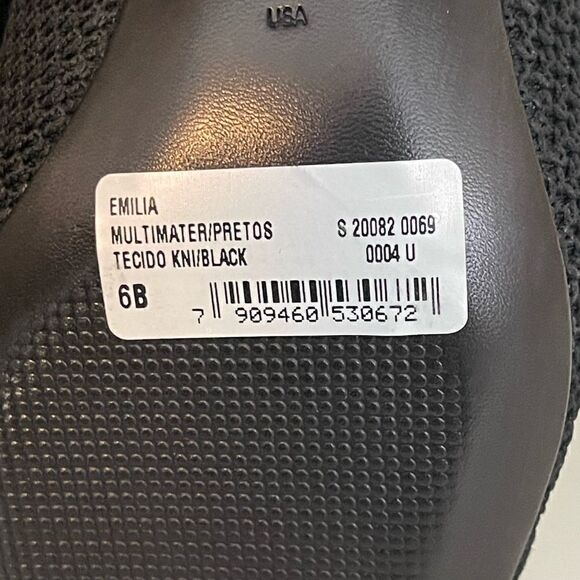 USA
EMILIA
MULTIMATER/PRETOS S 20082 0069
TECIDO KNI/BLACK 0004 U
6B
7 909460 530672